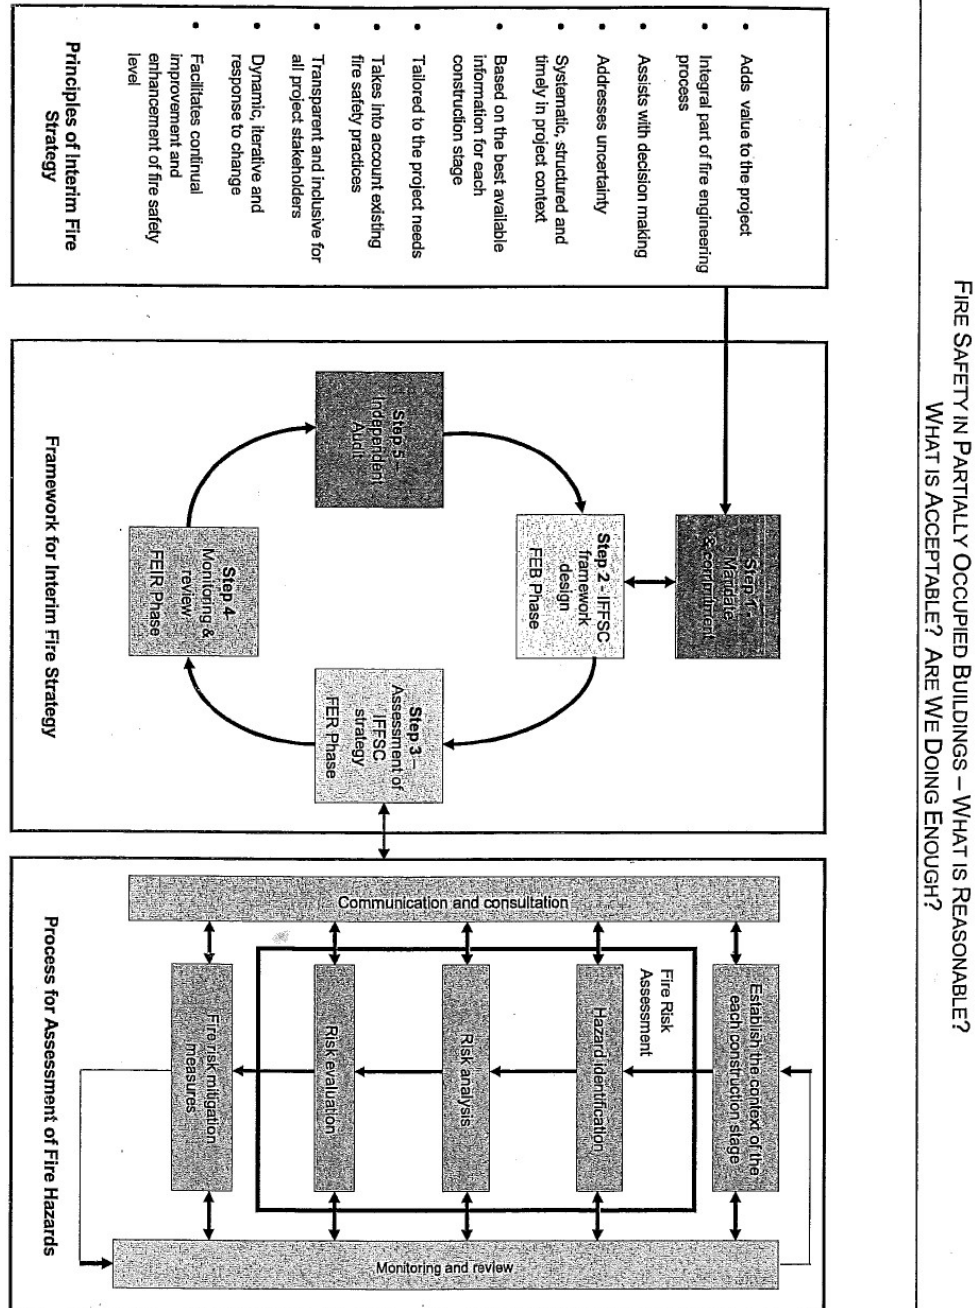 FIRE SAFETY IN PARTIALLY OCCUPIED BUILDINGS – WHAT IS REASONABLE?
WHAT IS ACCEPTABLE? ARE WE DOING ENOUGH?
• Adds value to the project
• Integral part of fire engineering
process
• Assists with decision making
• Addresses uncertainty
• Systematic, structured and
timely in project context
• Based on the best available
information for each
construction stage
• Tailored to the project needs
• Takes into account existing
fire safety practices
• Transparent and inclusive for
all project stakeholders
• Dynamic, iterative and
response to change
• Facilitates continual
improvement and
enhancement of fire safety
level
Principles of Interim Fire
Strategy
Step 1 -
Mandate
& commitment
Step 2 - IFFSC
framework
design
FEB Phase
Step 3 –
Assessment of
IFFSC
strategy
FER Phase
Step 4-
Monitoring &
review
FEIR Phase
Step 5 –
Independent
Audit
Framework for Interim Fire Strategy
Communication and consultation
Establish the context of the
each construction stage
Fire Risk
Assessment
Hazard identification
Risk analysis
Risk evaluation
Fire risk mitigation
measures
Monitoring and review
Process for Assessment of Fire Hazards